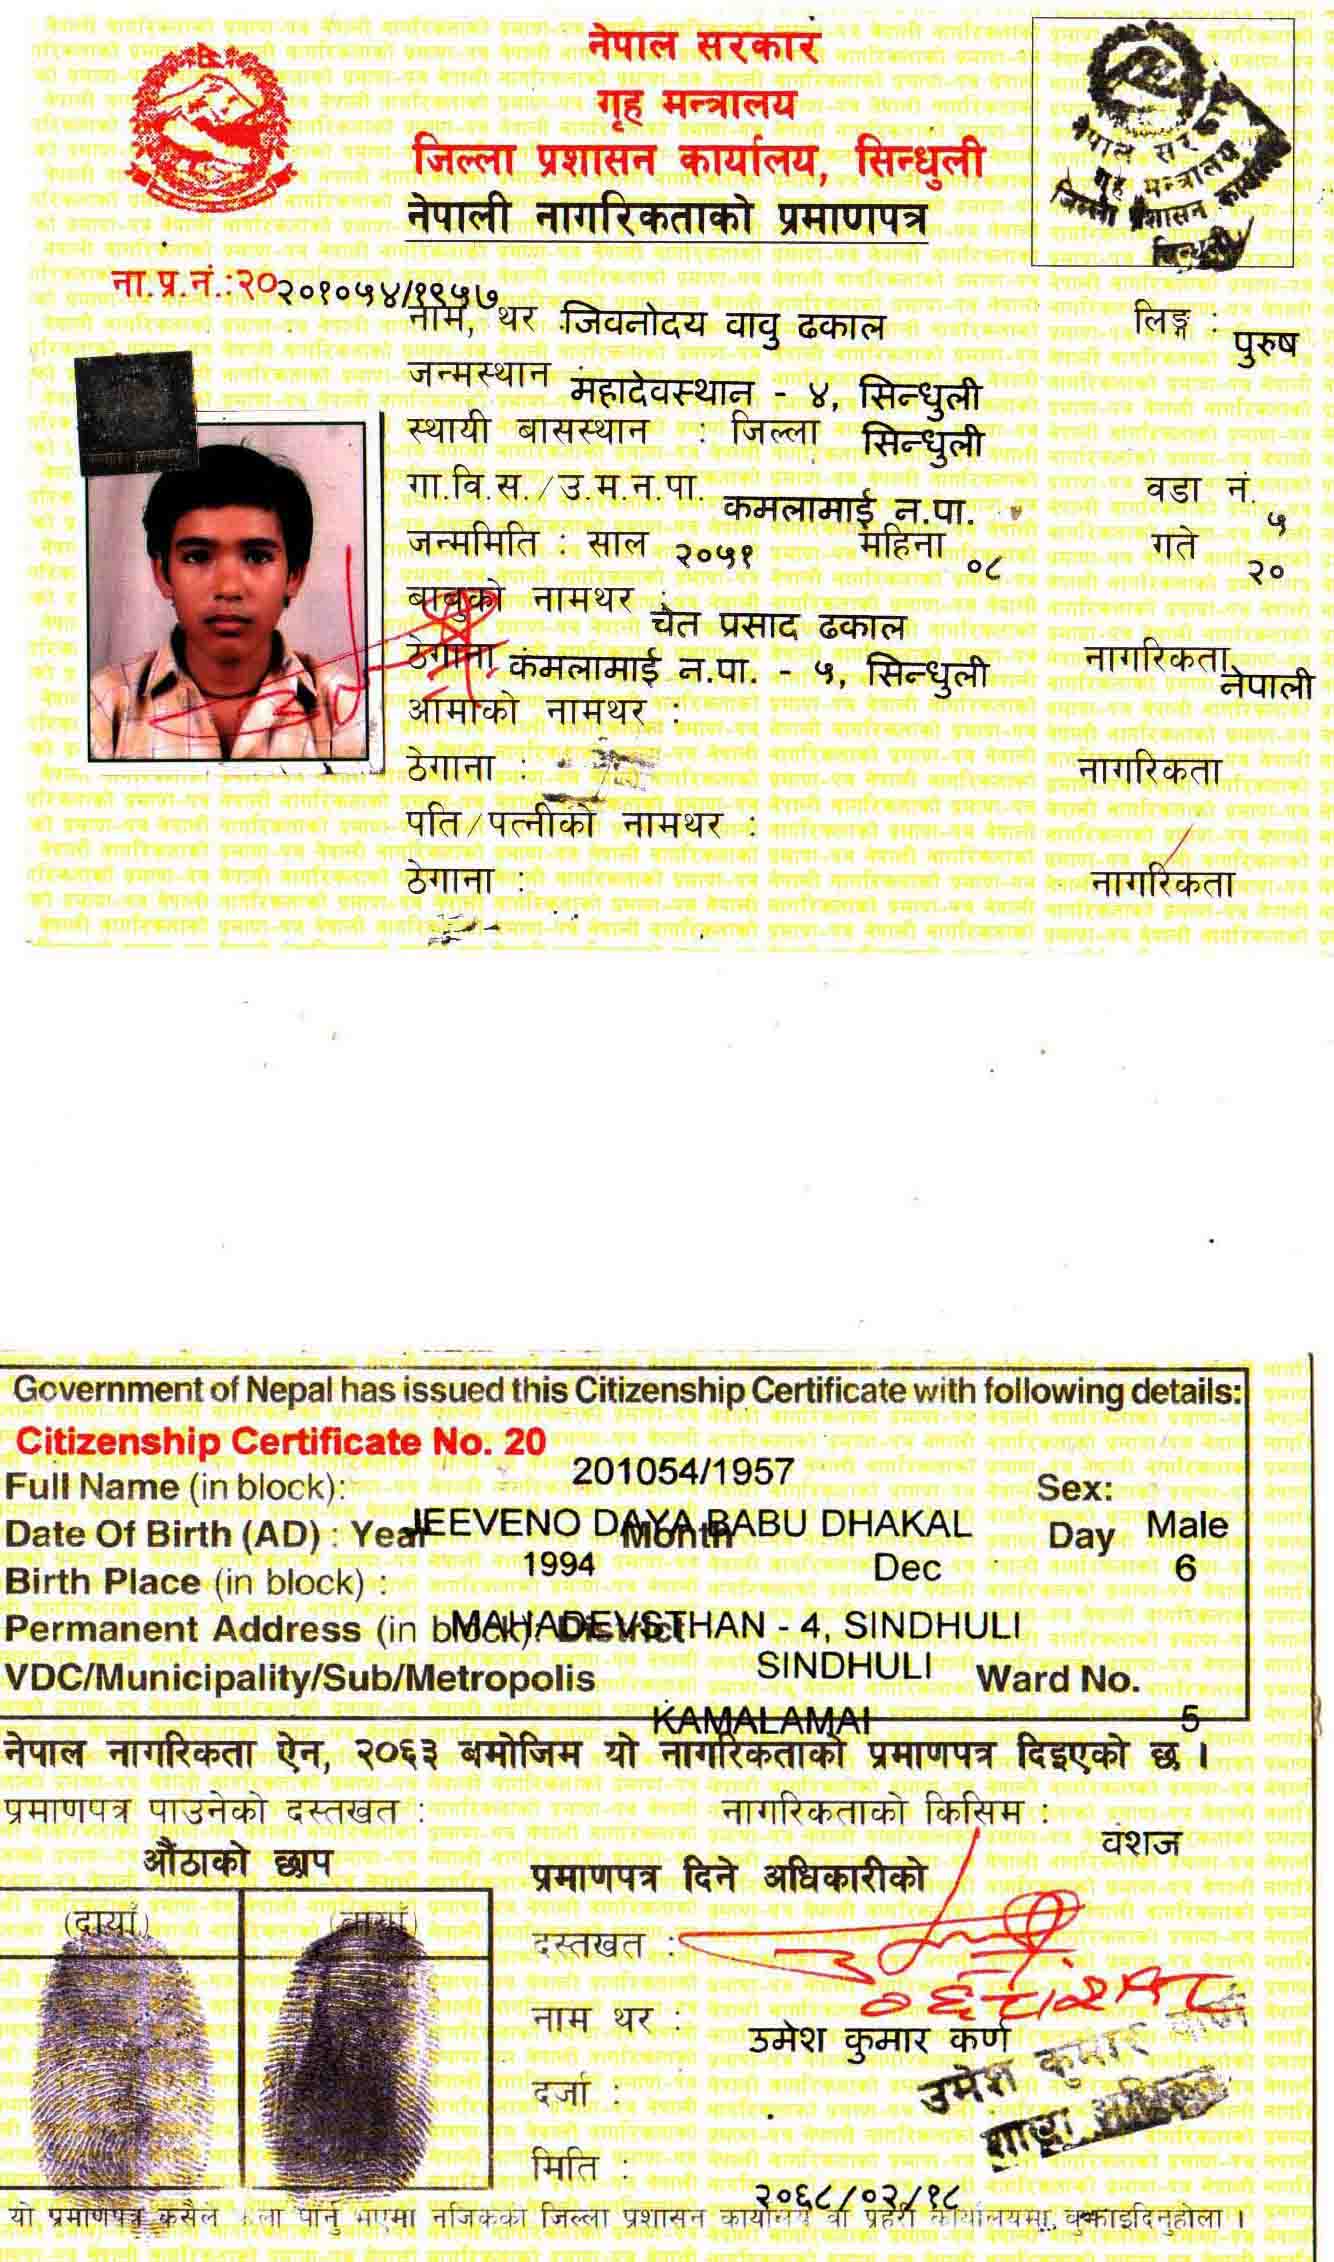 नेपाल सरकार
गृह मन्त्रालय
जिल्ला प्रशासन कार्यालय, सिन्धुली
नेपाली नागरिकताको प्रमाणपत्र
नेपाल सरकार
गृह मन्त्रालय
जिल्ला प्रशासन कार्यालय
सिन्धुली
ना.प्र.नं.:२०२०१०५४/१९५७
नाम, थर : जिवनोदय वावु ढकाल लिङ्ग : पुरुष
जन्मस्थान : महादेवस्थान - ४, सिन्धुली
स्थायी बासस्थान : जिल्ला सिन्धुली
गा.वि.स./उ.म.न.पा. कमलामाई न.पा. वडा नं. ५
जन्ममिति : साल २०५१ महिना ०८ गते २०
बाबुको नामथर : चेत प्रसाद ढकाल
ठेगाना : कमलामाई न.पा. - ५, सिन्धुली नागरिकता नेपाली
आमाको नामथर :
ठेगाना : नागरिकता
पति/पत्नीको नामथर :
ठेगाना : नागरिकता
Government of Nepal has issued this Citizenship Certificate with following details:
Citizenship Certificate No. 20 201054/1957
Full Name (in block): JEEVENO DAYA BABU DHAKAL Sex: Male
Date Of Birth (AD) : Year 1994 Month Dec Day 6
Birth Place (in block) : MAHADEVSTHAN - 4, SINDHULI
Permanent Address (in block): District SINDHULI
VDC/Municipality/Sub/Metropolis KAMALAMAI Ward No. 5
नेपाल नागरिकता ऐन, २०६३ बमोजिम यो नागरिकताको प्रमाणपत्र दिइएको छ ।
प्रमाणपत्र पाउनेको दस्तखत : नागरिकताको किसिम : वंशज
औंठाको छाप
(दायाँ) (बायाँ)
प्रमाणपत्र दिने अधिकारीको
दस्तखत :
नाम थर : उमेश कुमार कर्ण
उमेश कुमार कर्ण
शाखा अधिकृत
दर्जा :
मिति : २०६८/०२/१८
यो प्रमाणपत्र कसैले फेला पार्नु भएमा नजिकको जिल्ला प्रशासन कार्यालय वा प्रहरी कार्यालयमा बुझाइदिनुहोला ।